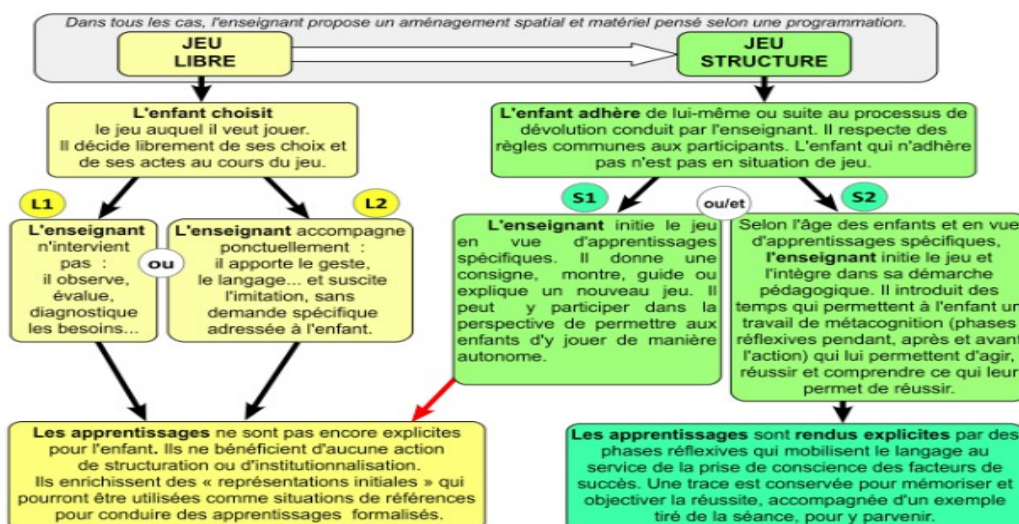 Dans tous les cas, l'enseignant propose un aménagement spatial et matériel pensé selon une programmation.
JEU
LIBRE
JEU
STRUCTURE
L'enfant choisit
le jeu auquel il veut jouer.
Il décide librement de ses choix et
de ses actes au cours du jeu.
L'enfant adhère de lui-même ou suite au processus de
dévolution conduit par l'enseignant. Il respecte des
règles communes aux participants. L'enfant qui n'adhère
pas n'est pas en situation de jeu.
L1
L'enseignant
n'intervient
pas :
il observe,
évalue,
diagnostique
les besoins...
ou
L2
L'enseignant accompagne
ponctuellement :
il apporte le geste,
le langage... et suscite
l'imitation, sans
demande spécifique
adressée à l'enfant.
S1
L'enseignant initie le jeu
en vue d'apprentissages
spécifiques. Il donne une
consigne, montre, guide ou
explique un nouveau jeu. Il
peut y participer dans la
perspective de permettre aux
enfants d'y jouer de manière
autonome.
ou/et
S2
Selon l'âge des enfants et en vue
d'apprentissages spécifiques,
l'enseignant initie le jeu et
l'intègre dans sa démarche
pédagogique. Il introduit des
temps qui permettent à l'enfant un
travail de métacognition (phases
réflexives pendant, après et avant
l'action) qui lui permettent d'agir,
réussir et comprendre ce qui leur
permet de réussir.
Les apprentissages ne sont pas encore explicites
pour l'enfant. Ils ne bénéficient d'aucune action
de structuration ou d'institutionnalisation.
Ils enrichissent des « représentations initiales » qui
pourront être utilisées comme situations de références
pour conduire des apprentissages formalisés.
Les apprentissages sont rendus explicites par des
phases réflexives qui mobilisent le langage au
service de la prise de conscience des facteurs de
succès. Une trace est conservée pour mémoriser et
objectiver la réussite, accompagnée d'un exemple
tiré de la séance, pour y parvenir.